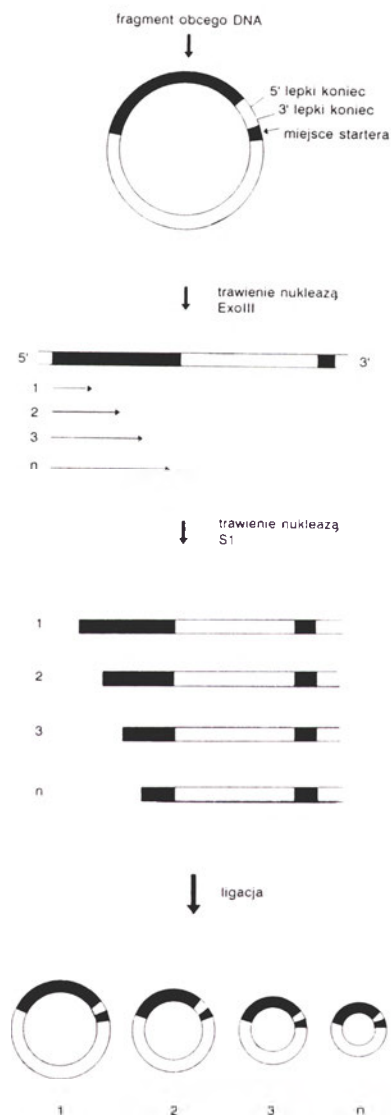 fragment obcego DNA
5' lepki koniec
3' lepki koniec
miejsce startera
trawienie nukleazą
ExoIII
5'
3'
1
2
3
n
trawienie nukleazą
S1
1
2
3
n
ligacja
1 2 3 n